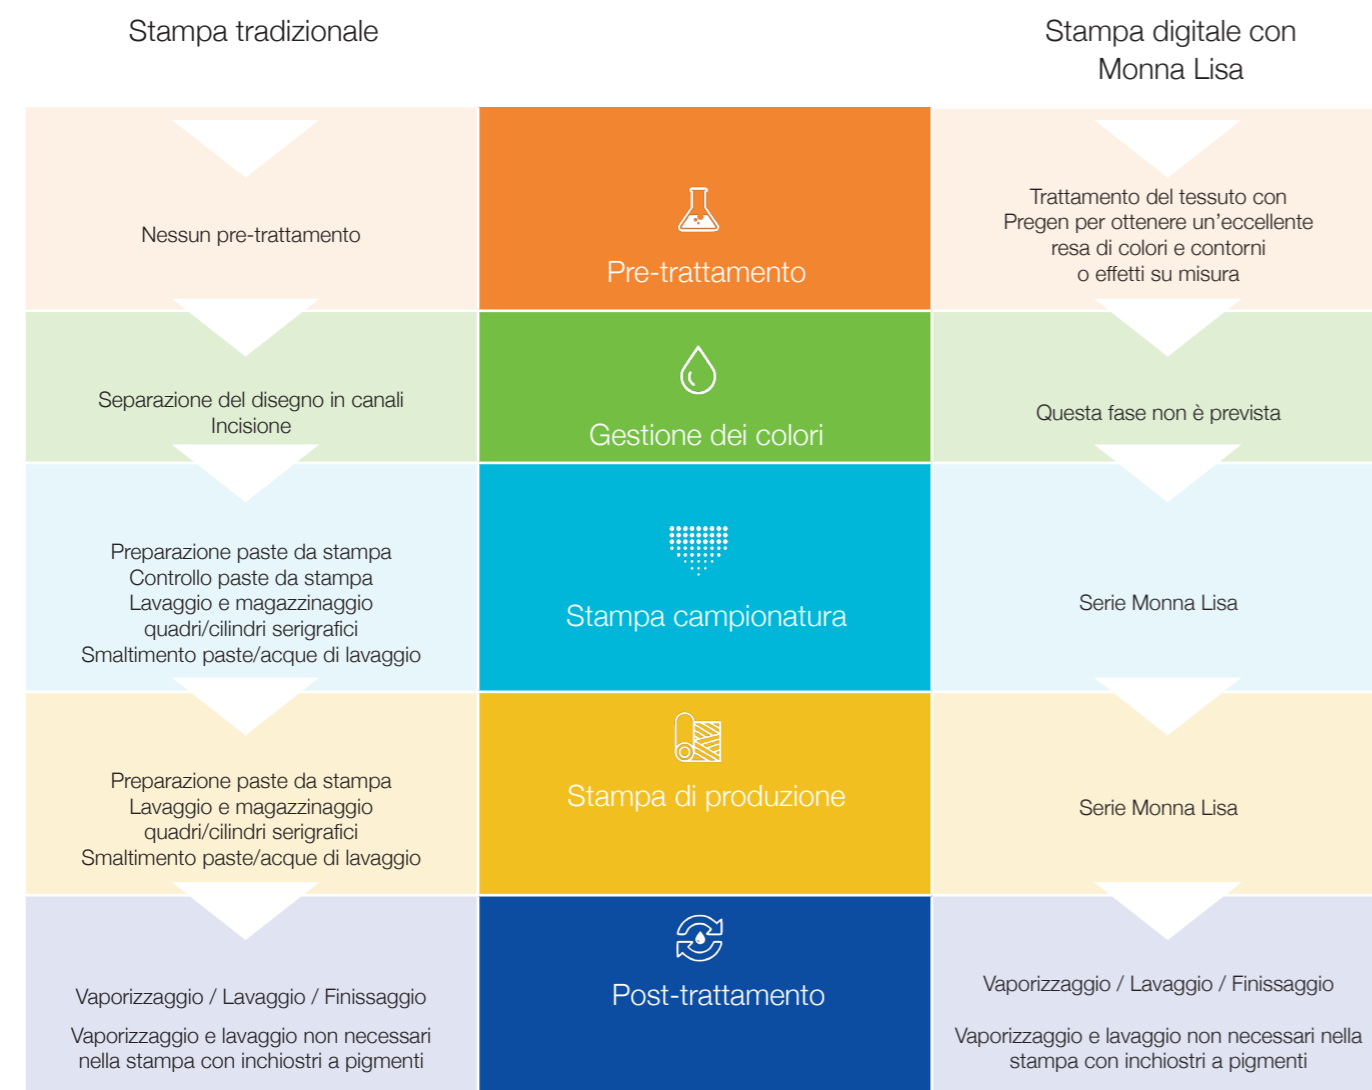 Stampa tradizionale
Stampa digitale con
Monna Lisa
Nessun pre-trattamento
Pre-trattamento
Trattamento del tessuto con
Pregen per ottenere un’eccellente
resa di colori e contorni
o effetti su misura
Separazione del disegno in canali
Incisione
Gestione dei colori
Questa fase non è prevista
Preparazione paste da stampa
Controllo paste da stampa
Lavaggio e magazzinaggio
quadri/cilindri serigrafici
Smaltimento paste/acque di lavaggio
Stampa campionatura
Serie Monna Lisa
Preparazione paste da stampa
Lavaggio e magazzinaggio
quadri/cilindri serigrafici
Smaltimento paste/acque di lavaggio
Stampa di produzione
Serie Monna Lisa
Vaporizzaggio / Lavaggio / Finissaggio
Vaporizzaggio e lavaggio non necessari
nella stampa con inchiostri a pigmenti
Post-trattamento
Vaporizzaggio / Lavaggio / Finissaggio
Vaporizzaggio e lavaggio non necessari nella
stampa con inchiostri a pigmenti